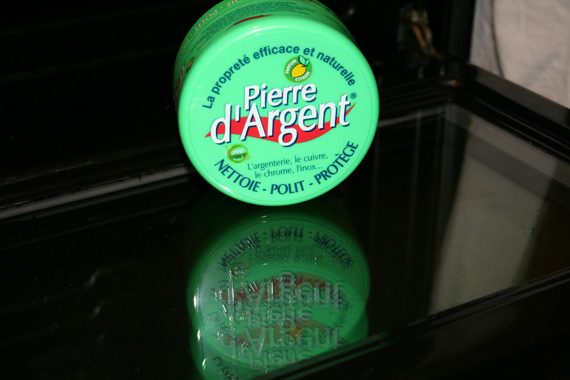 La propreté efficace et naturelle
Pierre
d'Argent®
L'argenterie, le cuivre,
le chrome, l'inox...
NETTOIE - POLIT - PROTÈGE